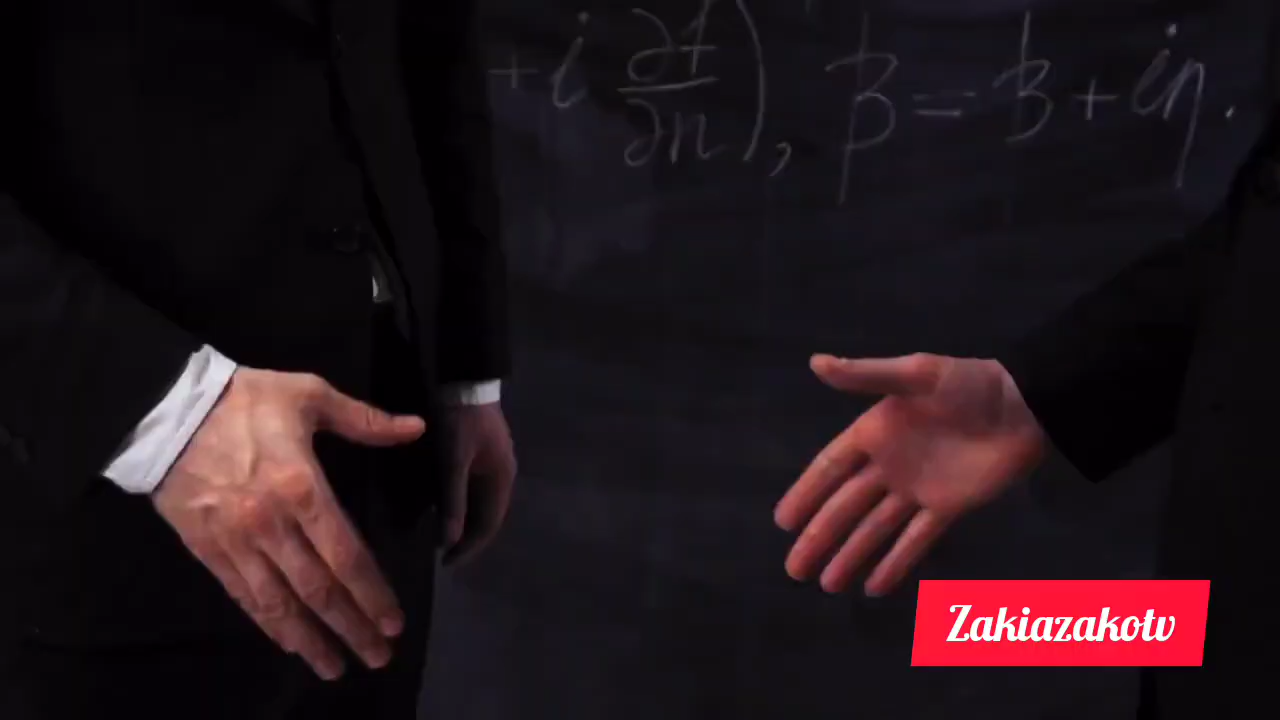 + i ∂f/∂n ) , β = β + iη .
Zakiazakotv